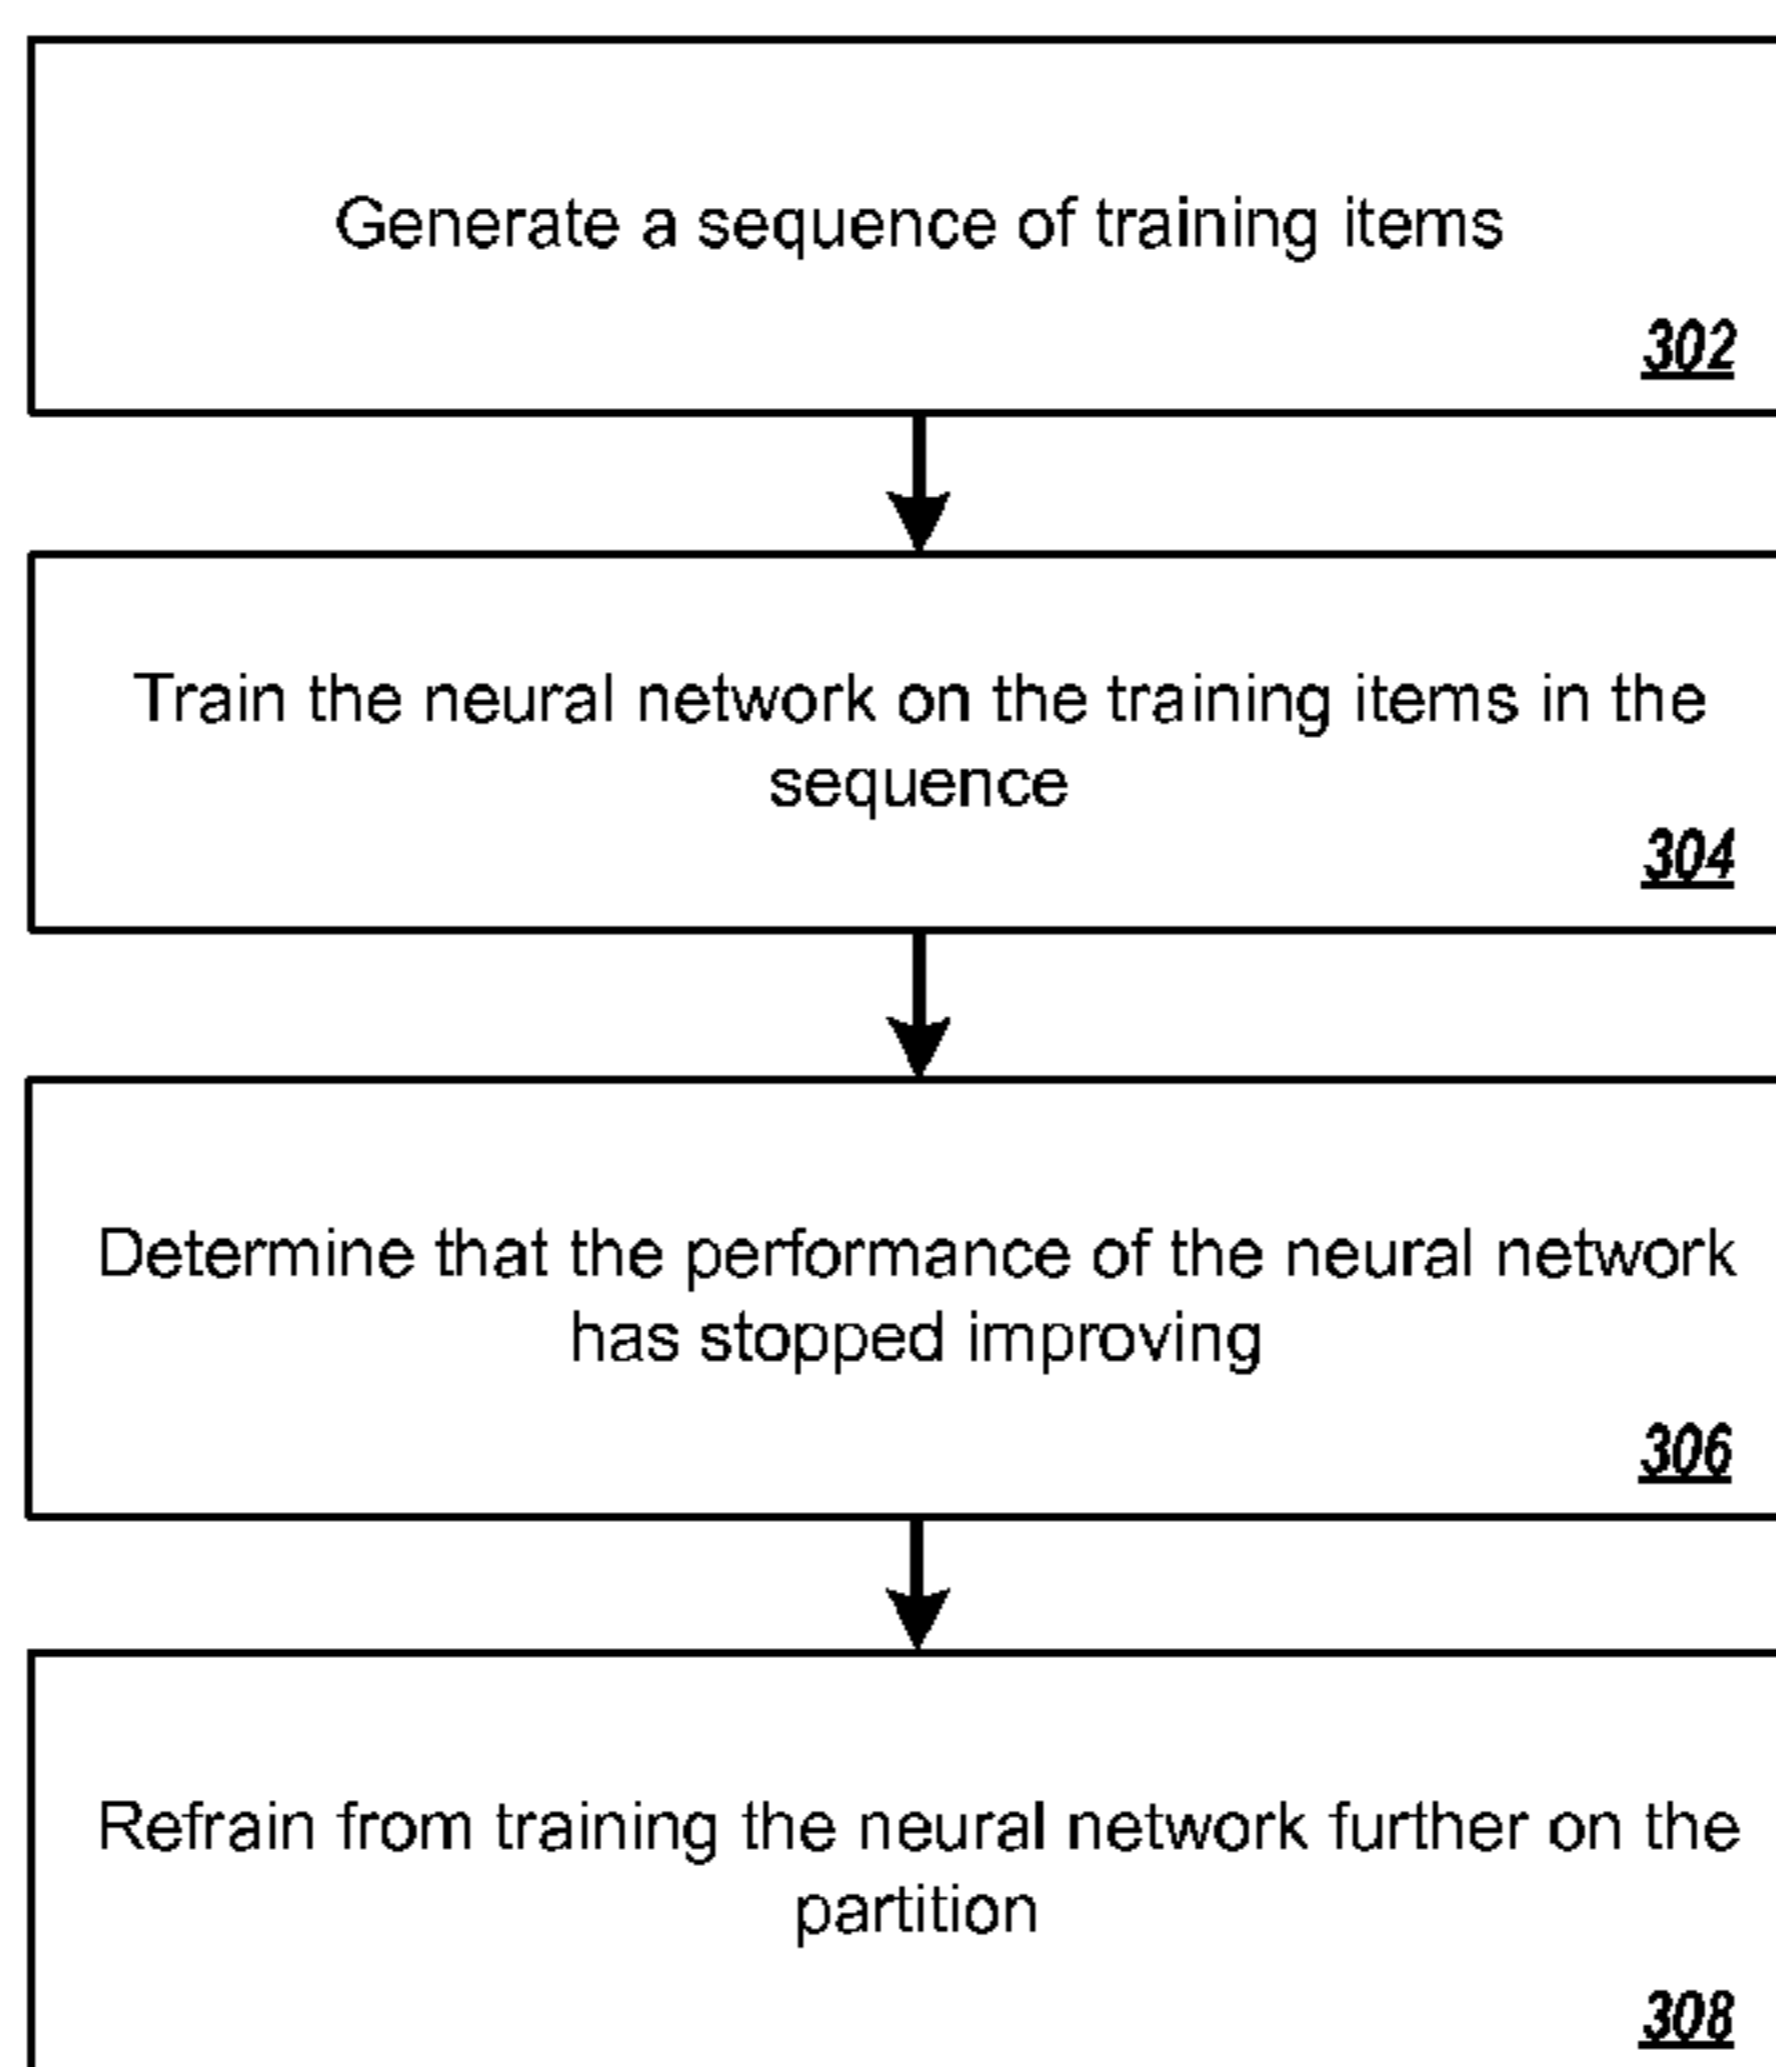 Generate a sequence of training items
302
Train the neural network on the training items in the
sequence
304
Determine that the performance of the neural network
has stopped improving
306
Refrain from training the neural network further on the
partition
308